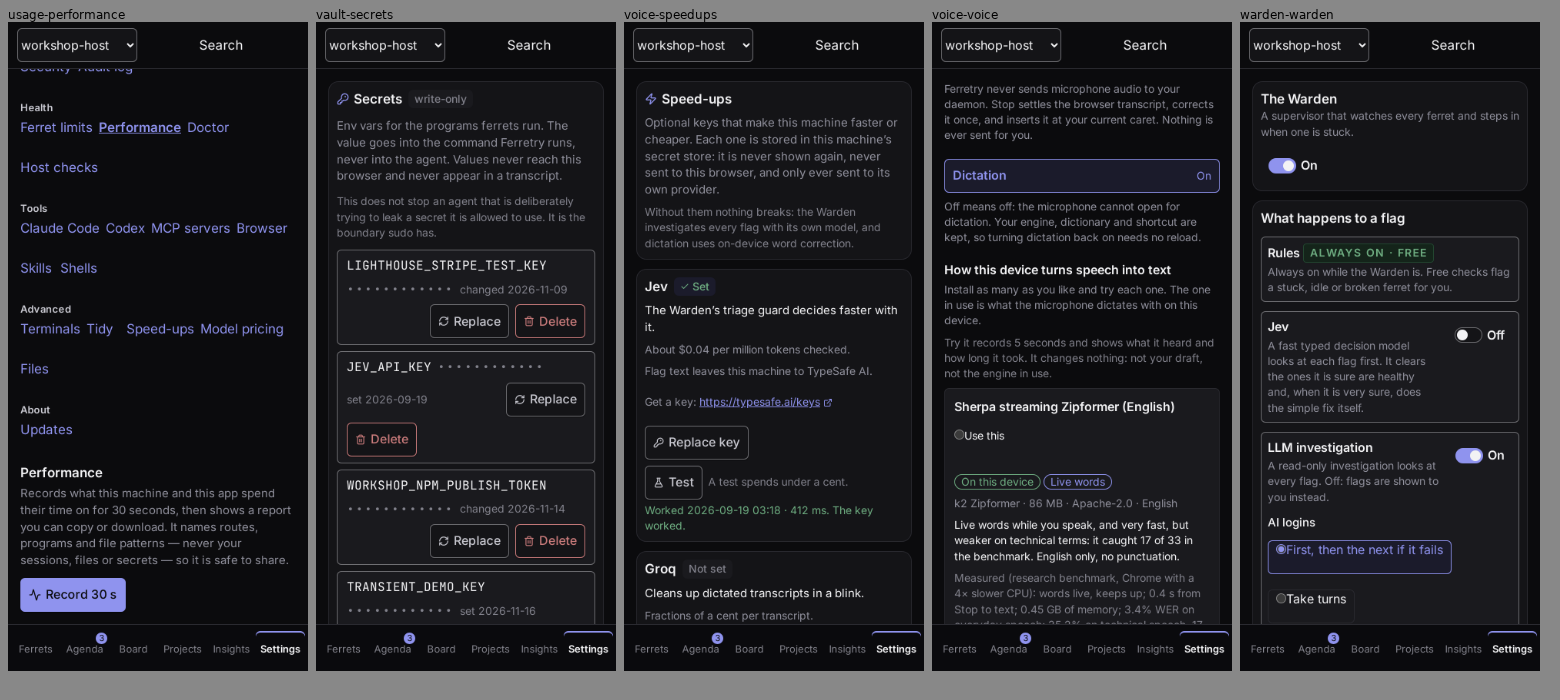 usage-performance
workshop-host
Search
Security Audit log
Health
Ferret limits Performance Doctor
Host checks
Tools
Claude Code Codex MCP servers Browser
Skills Shells
Advanced
Terminals Tidy Speed-ups Model pricing
Files
About
Updates
Performance
Records what this machine and this app spend
their time on for 30 seconds, then shows a report
you can copy or download. It names routes,
programs and file patterns — never your
sessions, files or secrets — so it is safe to share.
Record 30 s
Ferrets Agenda 3 Board Projects Insights Settings
vault-secrets
workshop-host
Search
Secrets write-only
Env vars for the programs ferrets run. The
value goes into the command Ferretry runs,
never into the agent. Values never reach this
browser and never appear in a transcript.
This does not stop an agent that is deliberately
trying to leak a secret it is allowed to use. It is the
boundary sudo has.
LIGHTHOUSE_STRIPE_TEST_KEY
•••••••••••• changed 2026-11-09
Replace Delete
JEV_API_KEY ••••••••••••
set 2026-09-19 Replace
Delete
WORKSHOP_NPM_PUBLISH_TOKEN
•••••••••••• changed 2026-11-14
Replace Delete
TRANSIENT_DEMO_KEY
•••••••••••• set 2026-11-16
Ferrets Agenda 3 Board Projects Insights Settings
voice-speedups
workshop-host
Search
Speed-ups
Optional keys that make this machine faster or
cheaper. Each one is stored in this machine's
secret store: it is never shown again, never
sent to this browser, and only ever sent to its
own provider.
Without them nothing breaks: the Warden
investigates every flag with its own model, and
dictation uses on-device word correction.
Jev ✓ Set
The Warden's triage guard decides faster with
it.
About $0.04 per million tokens checked.
Flag text leaves this machine to TypeSafe AI.
Get a key: https://typesafe.ai/keys
Replace key
Test A test spends under a cent.
Worked 2026-09-19 03:18 · 412 ms. The key
worked.
Groq Not set
Cleans up dictated transcripts in a blink.
Fractions of a cent per transcript.
Ferrets Agenda 3 Board Projects Insights Settings
voice-voice
workshop-host
Search
Ferretry never sends microphone audio to your
daemon. Stop settles the browser transcript, corrects
it once, and inserts it at your current caret. Nothing is
ever sent for you.
Dictation On
Off means off: the microphone cannot open for
dictation. Your engine, dictionary and shortcut are
kept, so turning dictation back on needs no reload.
How this device turns speech into text
Install as many as you like and try each one. The one
in use is what the microphone dictates with on this
device.
Try it records 5 seconds and shows what it heard and
how long it took. It changes nothing: not your draft,
not the engine in use.
Sherpa streaming Zipformer (English)
Use this
On this device Live words
k2 Zipformer · 86 MB · Apache-2.0 · English
Live words while you speak, and very fast, but
weaker on technical terms: it caught 17 of 33 in
the benchmark. English only, no punctuation.
Measured (research benchmark, Chrome with a
4× slower CPU): words live, keeps up; 0.4 s from
Stop to text; 0.45 GB of memory; 3.4% WER on
Ferrets Agenda 3 Board Projects Insights Settings
warden-warden
workshop-host
Search
The Warden
A supervisor that watches every ferret and steps in
when one is stuck.
On
What happens to a flag
Rules ALWAYS ON · FREE
Always on while the Warden is. Free checks flag
a stuck, idle or broken ferret for you.
Jev
Off
A fast typed decision model
looks at each flag first. It clears
the ones it is sure are healthy
and, when it is very sure, does
the simple fix itself.
LLM investigation
On
A read-only investigation looks at
every flag. Off: flags are shown to
you instead.
AI logins
First, then the next if it fails
Take turns
Ferrets Agenda 3 Board Projects Insights Settings